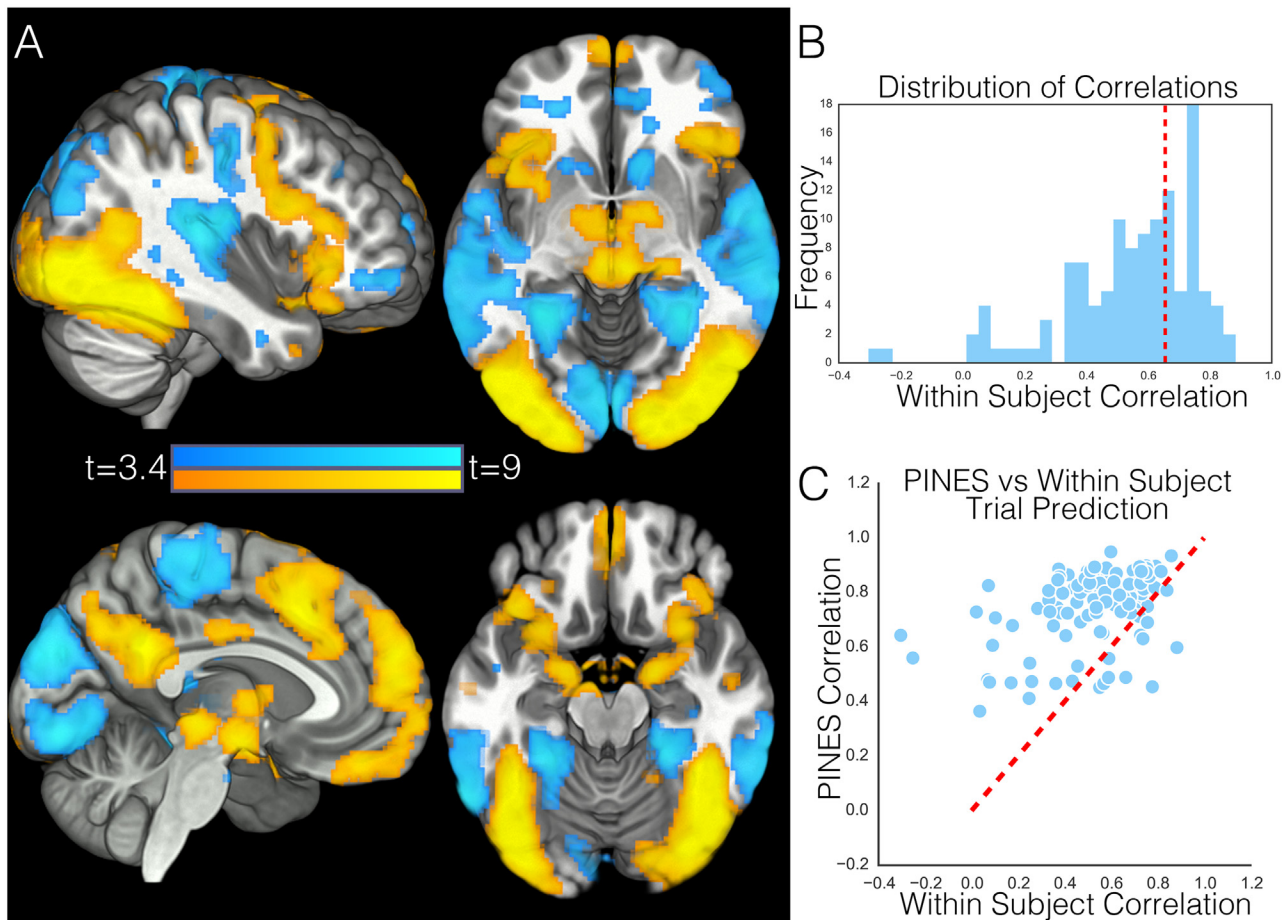 A
t=3.4
t=9
B
Distribution of Correlations
Frequency
18
16
14
12
10
8
6
4
2
0
−0.4
−0.2
0.0
0.2
0.4
0.6
0.8
1.0
Within Subject Correlation
C
PINES vs Within Subject
Trial Prediction
PINES Correlation
1.2
1.0
0.8
0.6
0.4
0.2
0.0
−0.2
−0.4
−0.2
0.0
0.2
0.4
0.6
0.8
1.0
1.2
Within Subject Correlation